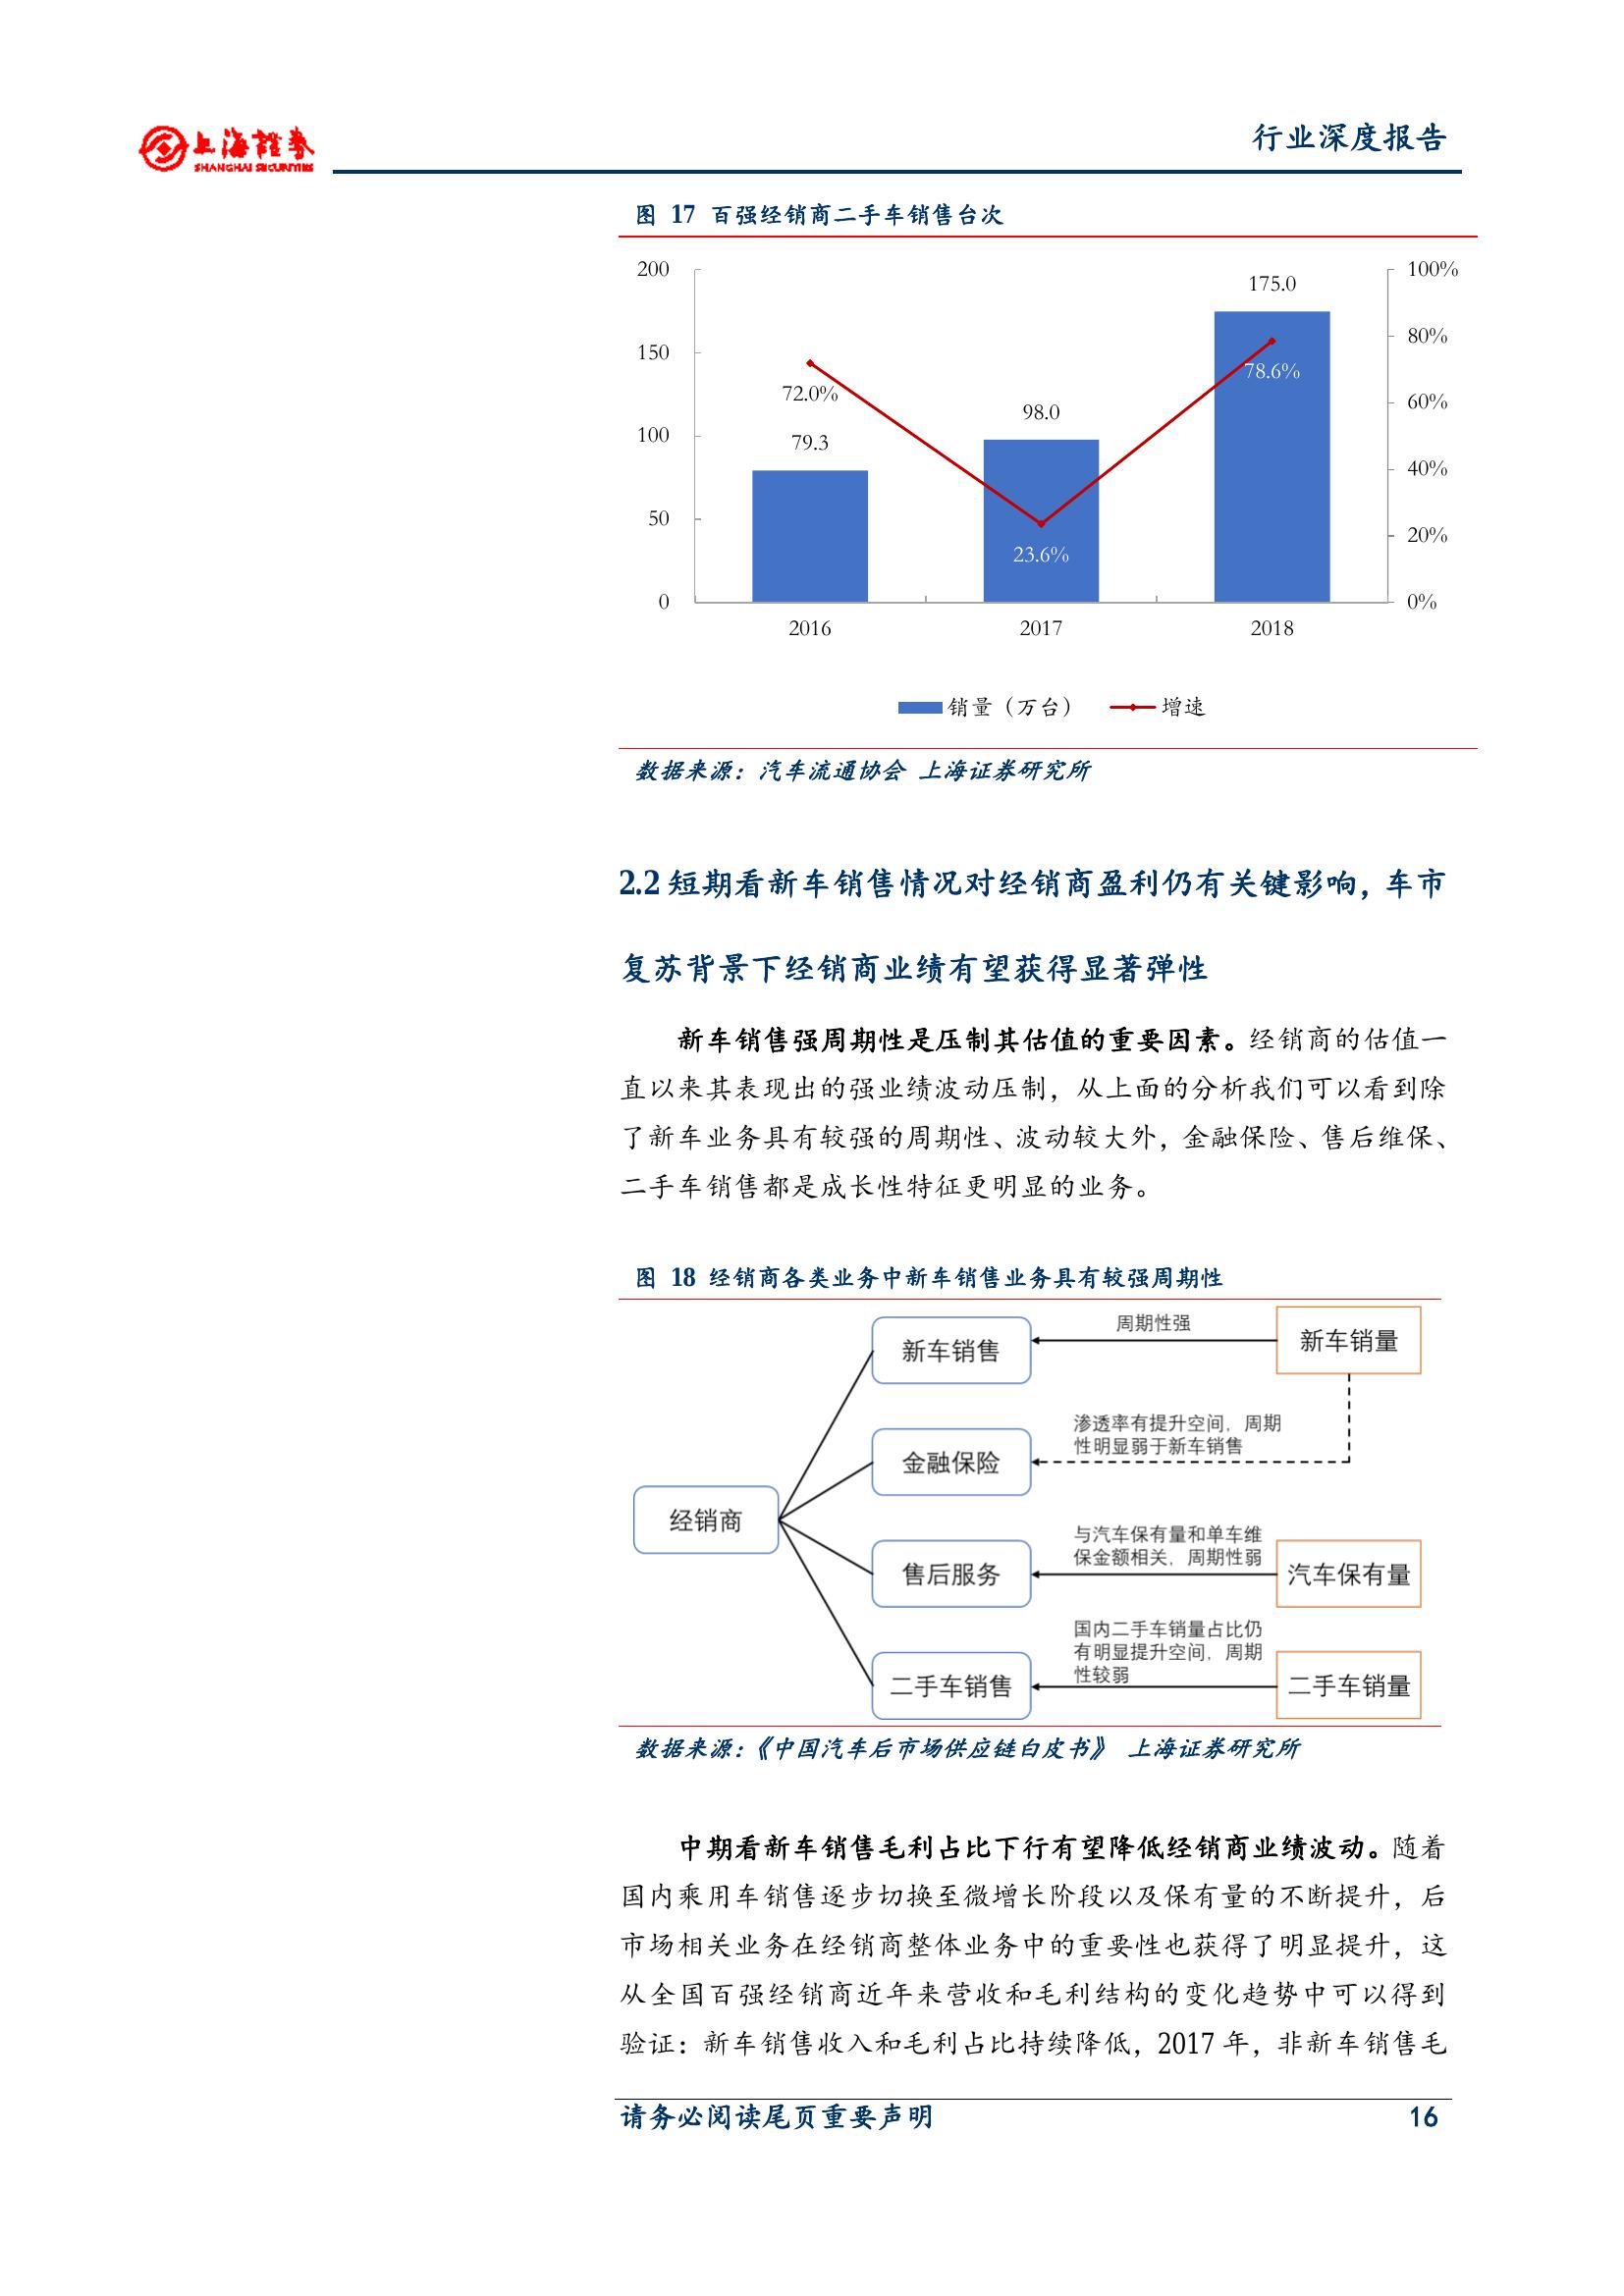 上海證券
SHANGHAI SECURITIES
行业深度报告
图 17 百强经销商二手车销售台次
200
150
100
50
0
100%
80%
60%
40%
20%
0%
175.0
78.6%
72.0%
79.3
98.0
23.6%
2016 2017 2018
销量（万台） 增速
数据来源：汽车流通协会 上海证券研究所
2.2 短期看新车销售情况对经销商盈利仍有关键影响，车市
复苏背景下经销商业绩有望获得显著弹性
新车销售强周期性是压制其估值的重要因素。经销商的估值一
直以来其表现出的强业绩波动压制，从上面的分析我们可以看到除
了新车业务具有较强的周期性、波动较大外，金融保险、售后维保、
二手车销售都是成长性特征更明显的业务。
图 18 经销商各类业务中新车销售业务具有较强周期性
经销商
新车销售
周期性强
新车销量
金融保险
渗透率有提升空间，周期
性明显弱于新车销售
售后服务
与汽车保有量和单车维
保金额相关，周期性弱
汽车保有量
二手车销售
国内二手车销量占比仍
有明显提升空间，周期
性较弱
二手车销量
数据来源：《中国汽车后市场供应链白皮书》 上海证券研究所
中期看新车销售毛利占比下行有望降低经销商业绩波动。随着
国内乘用车销售逐步切换至微增长阶段以及保有量的不断提升，后
市场相关业务在经销商整体业务中的重要性也获得了明显提升，这
从全国百强经销商近年来营收和毛利结构的变化趋势中可以得到
验证：新车销售收入和毛利占比持续降低，2017 年，非新车销售毛
请务必阅读尾页重要声明 16